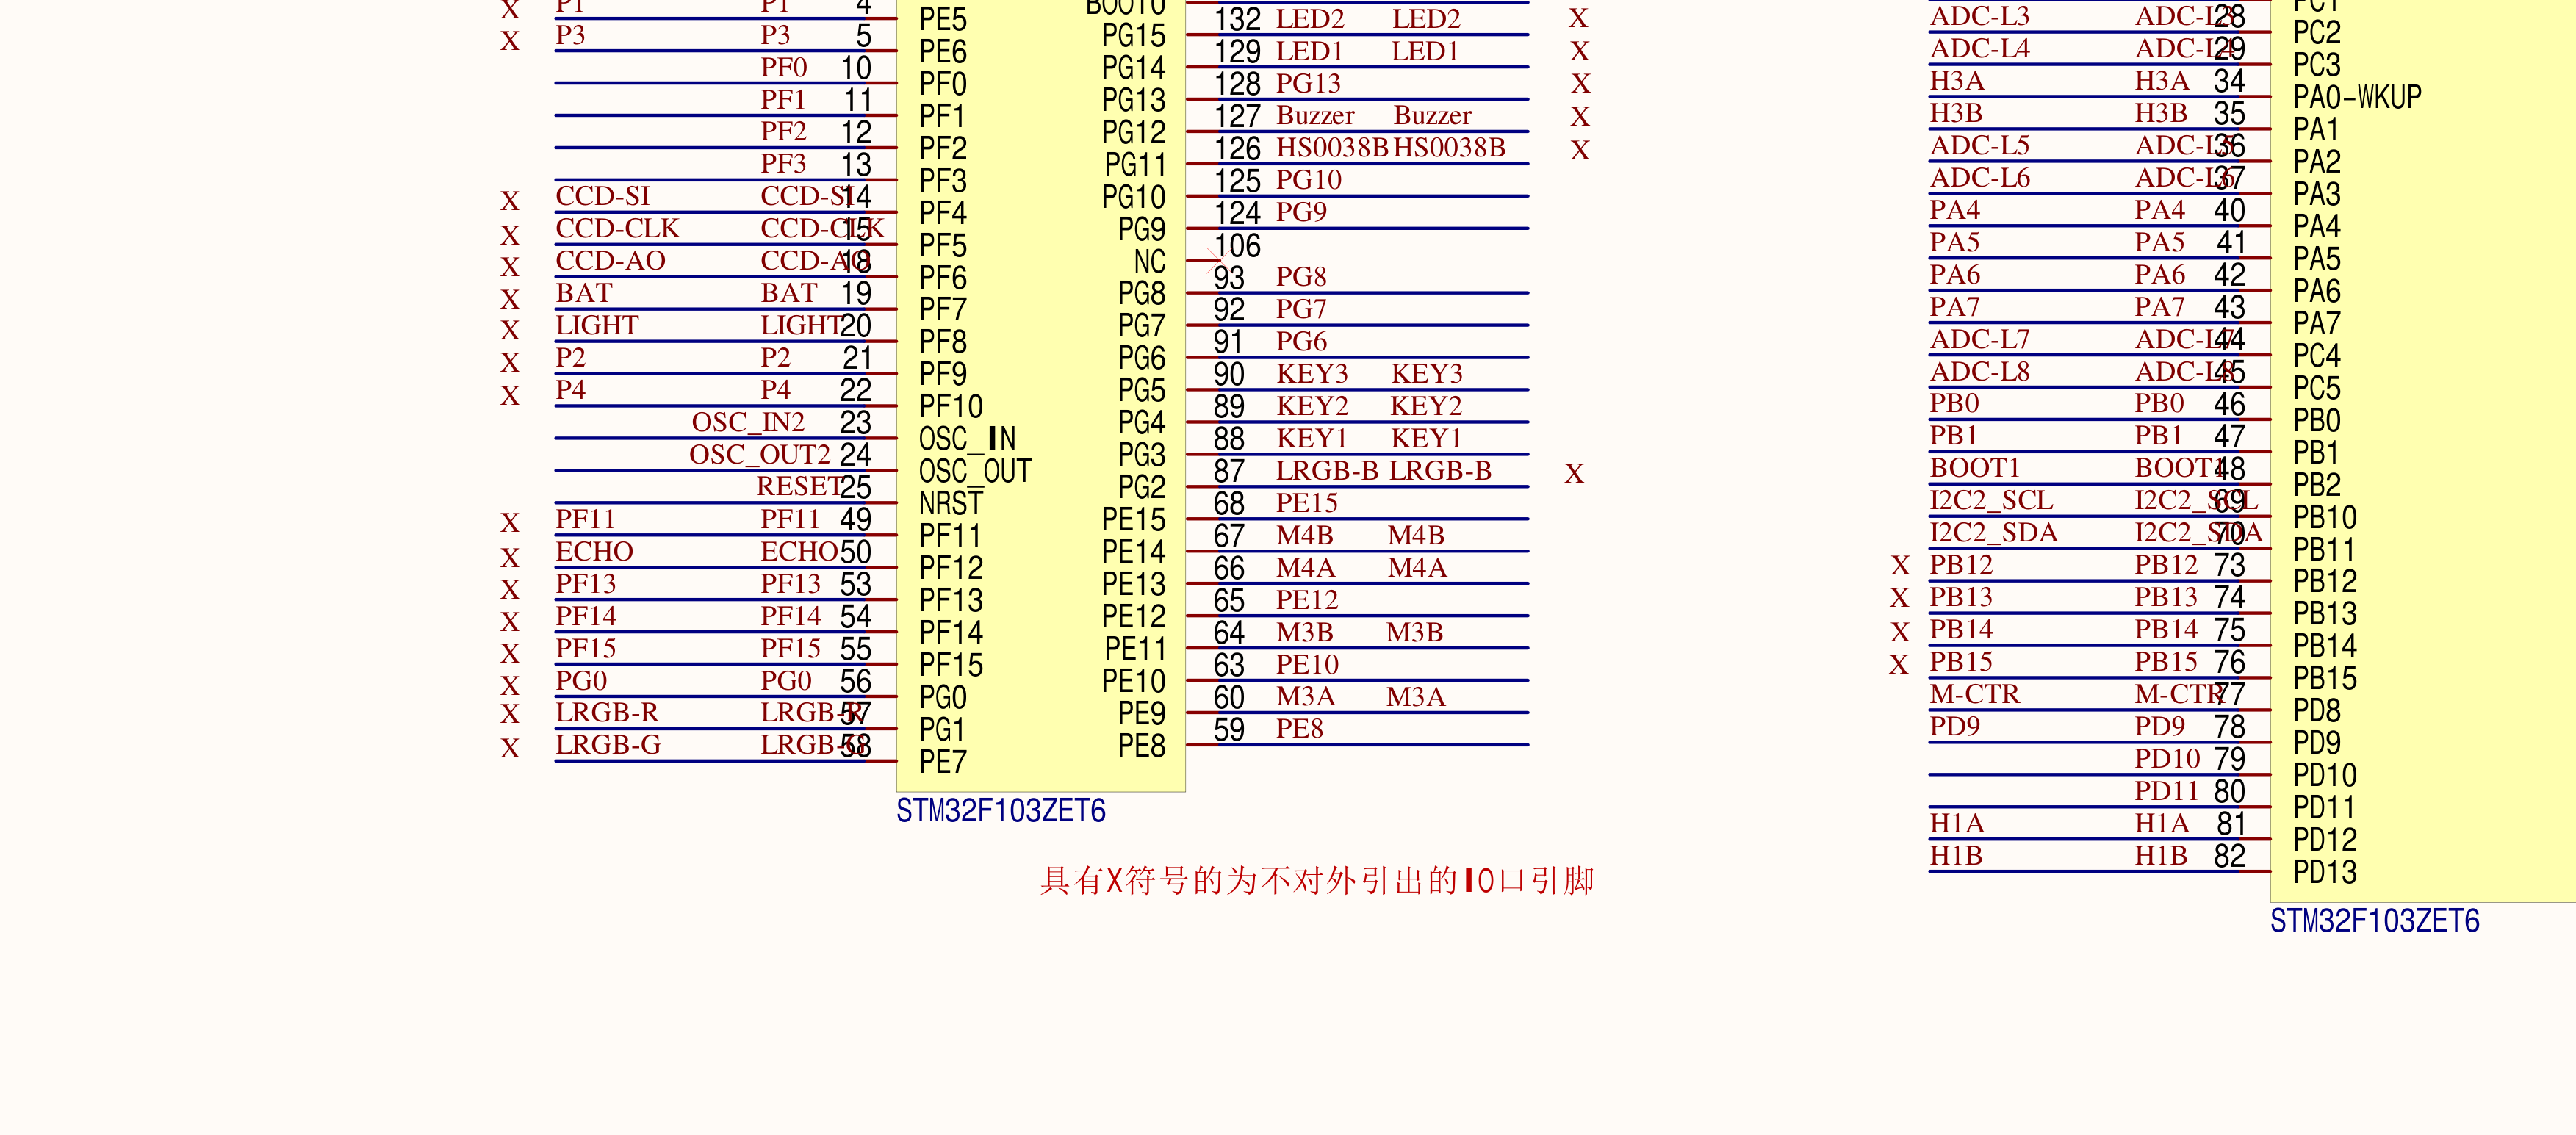 X P1 P1 4 PE5
X P3 P3 5 PE6
PF0 10 PF0
PF1 11 PF1
PF2 12 PF2
PF3 13 PF3
X CCD-SI CCD-SI 14 PF4
X CCD-CLK CCD-CLK 15 PF5
X CCD-AO CCD-AO 18 PF6
X BAT BAT 19 PF7
X LIGHT LIGHT 20 PF8
X P2 P2 21 PF9
X P4 P4 22 PF10
OSC_IN2 23 OSC_IN
OSC_OUT2 24 OSC_OUT
RESET 25 NRST
X PF11 PF11 49 PF11
X ECHO ECHO 50 PF12
X PF13 PF13 53 PF13
X PF14 PF14 54 PF14
X PF15 PF15 55 PF15
X PG0 PG0 56 PG0
X LRGB-R LRGB-R 57 PG1
X LRGB-G LRGB-G 58 PE7
BOOT0
PG15 132 LED2 LED2 X
PG14 129 LED1 LED1 X
PG13 128 PG13 X
PG12 127 Buzzer Buzzer X
PG11 126 HS0038B HS0038B X
PG10 125 PG10
PG9 124 PG9
NC 106
PG8 93 PG8
PG7 92 PG7
PG6 91 PG6
PG5 90 KEY3 KEY3
PG4 89 KEY2 KEY2
PG3 88 KEY1 KEY1
PG2 87 LRGB-B LRGB-B X
PE15 68 PE15
PE14 67 M4B M4B
PE13 66 M4A M4A
PE12 65 PE12
PE11 64 M3B M3B
PE10 63 PE10
PE9 60 M3A M3A
PE8 59 PE8
STM32F103ZET6
具有X符号的为不对外引出的IO口引脚
PC1
ADC-L3 ADC-L3 28 PC2
ADC-L4 ADC-L4 29 PC3
H3A H3A 34 PA0-WKUP
H3B H3B 35 PA1
ADC-L5 ADC-L5 36 PA2
ADC-L6 ADC-L6 37 PA3
PA4 PA4 40 PA4
PA5 PA5 41 PA5
PA6 PA6 42 PA6
PA7 PA7 43 PA7
ADC-L7 ADC-L7 44 PC4
ADC-L8 ADC-L8 45 PC5
PB0 PB0 46 PB0
PB1 PB1 47 PB1
BOOT1 BOOT1 48 PB2
I2C2_SCL I2C2_SCL 69 PB10
I2C2_SDA I2C2_SDA 70 PB11
X PB12 PB12 73 PB12
X PB13 PB13 74 PB13
X PB14 PB14 75 PB14
X PB15 PB15 76 PB15
M-CTR M-CTR 77 PD8
PD9 PD9 78 PD9
PD10 79 PD10
PD11 80 PD11
H1A H1A 81 PD12
H1B H1B 82 PD13
STM32F103ZET6